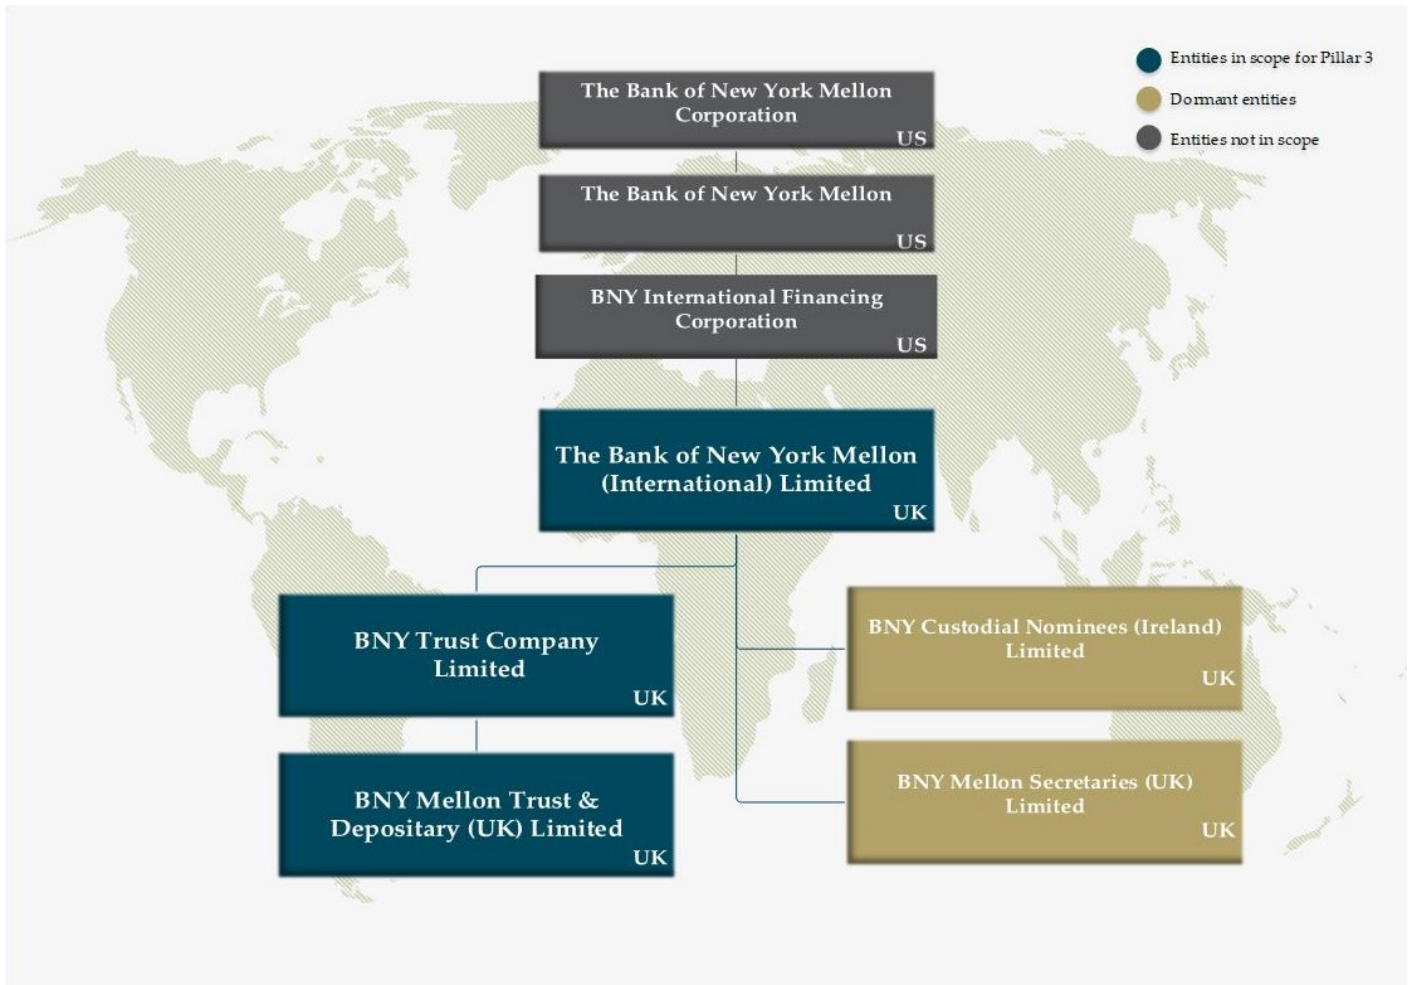 Entities in scope for Pillar 3
Dormant entities
Entities not in scope
The Bank of New York Mellon
Corporation
US
The Bank of New York Mellon
US
BNY International Financing
Corporation
US
The Bank of New York Mellon
(International) Limited
UK
BNY Trust Company
Limited
UK
BNY Custodial Nominees (Ireland)
Limited
UK
BNY Mellon Trust &
Depositary (UK) Limited
UK
BNY Mellon Secretaries (UK)
Limited
UK